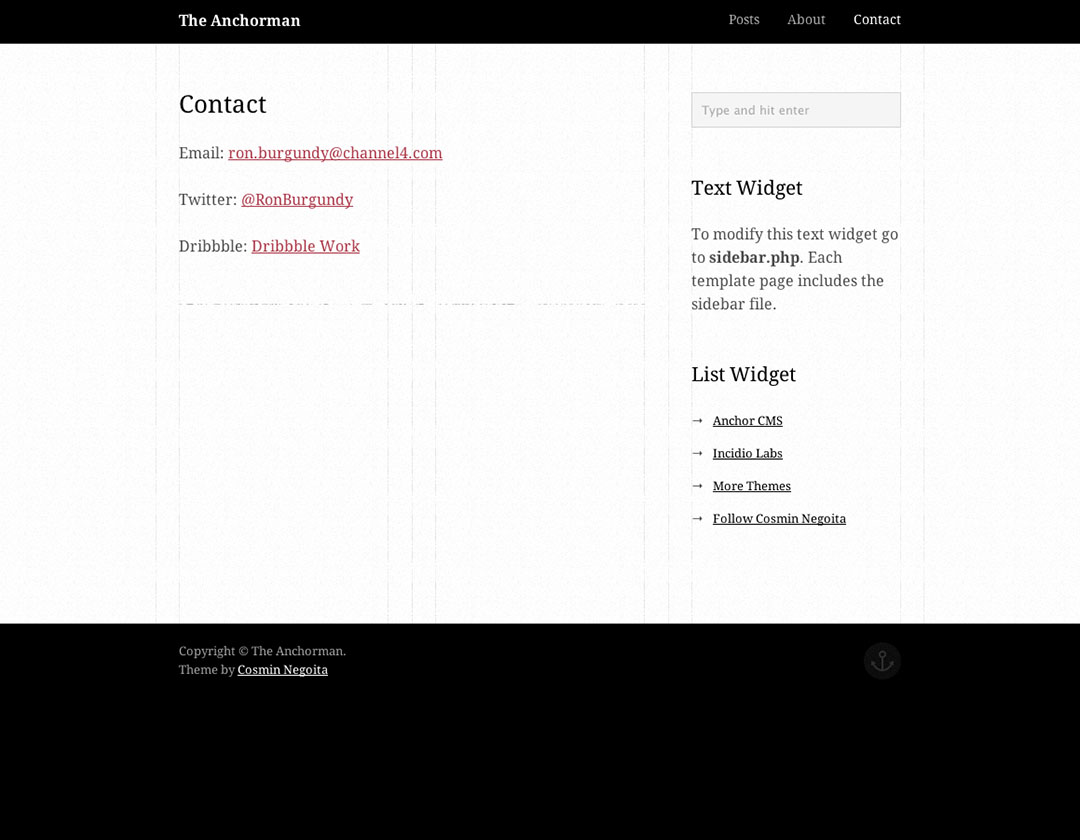 The Anchorman
Posts About Contact
Contact
Email: ron.burgundy@channel4.com
Twitter: @RonBurgundy
Dribbble: Dribbble Work
Type and hit enter
Text Widget
To modify this text widget go
to sidebar.php. Each
template page includes the
sidebar file.
List Widget
→ Anchor CMS
→ Incidio Labs
→ More Themes
→ Follow Cosmin Negoita
Copyright © The Anchorman.
Theme by Cosmin Negoita